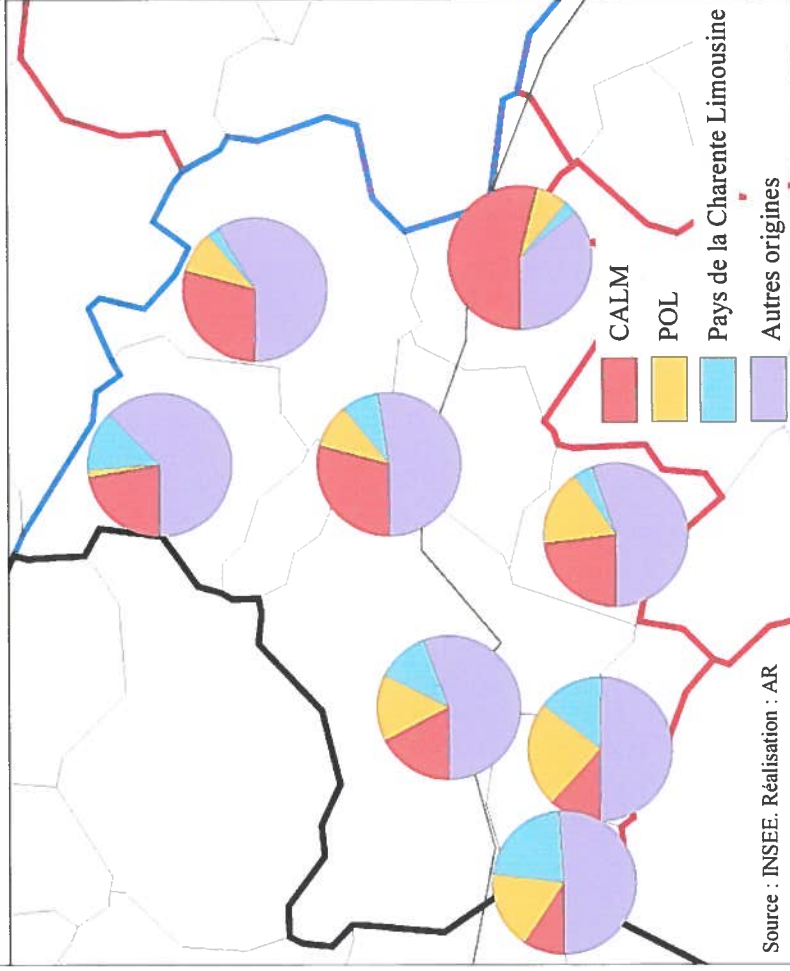 CALM
POL
Pays de la Charente Limousine
Autres origines
Source : INSEE. Réalisation : AR